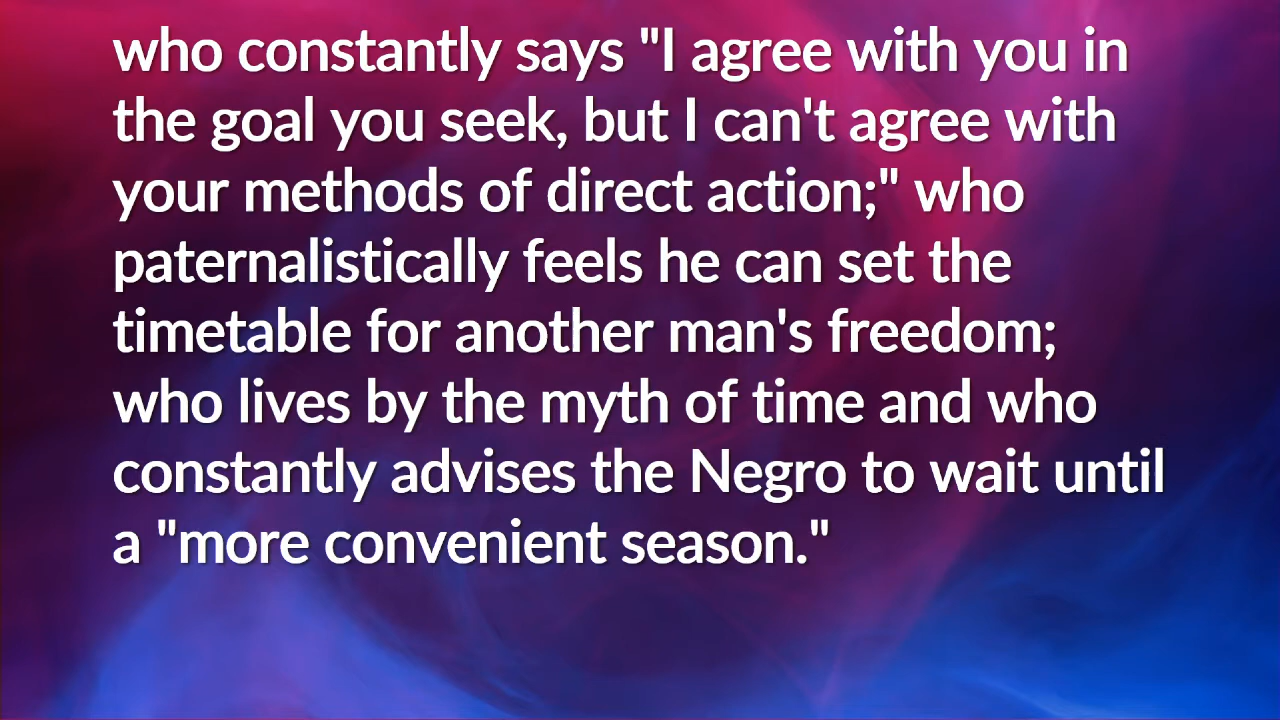 who constantly says "I agree with you in
the goal you seek, but I can't agree with
your methods of direct action;" who
paternalistically feels he can set the
timetable for another man's freedom;
who lives by the myth of time and who
constantly advises the Negro to wait until
a "more convenient season."